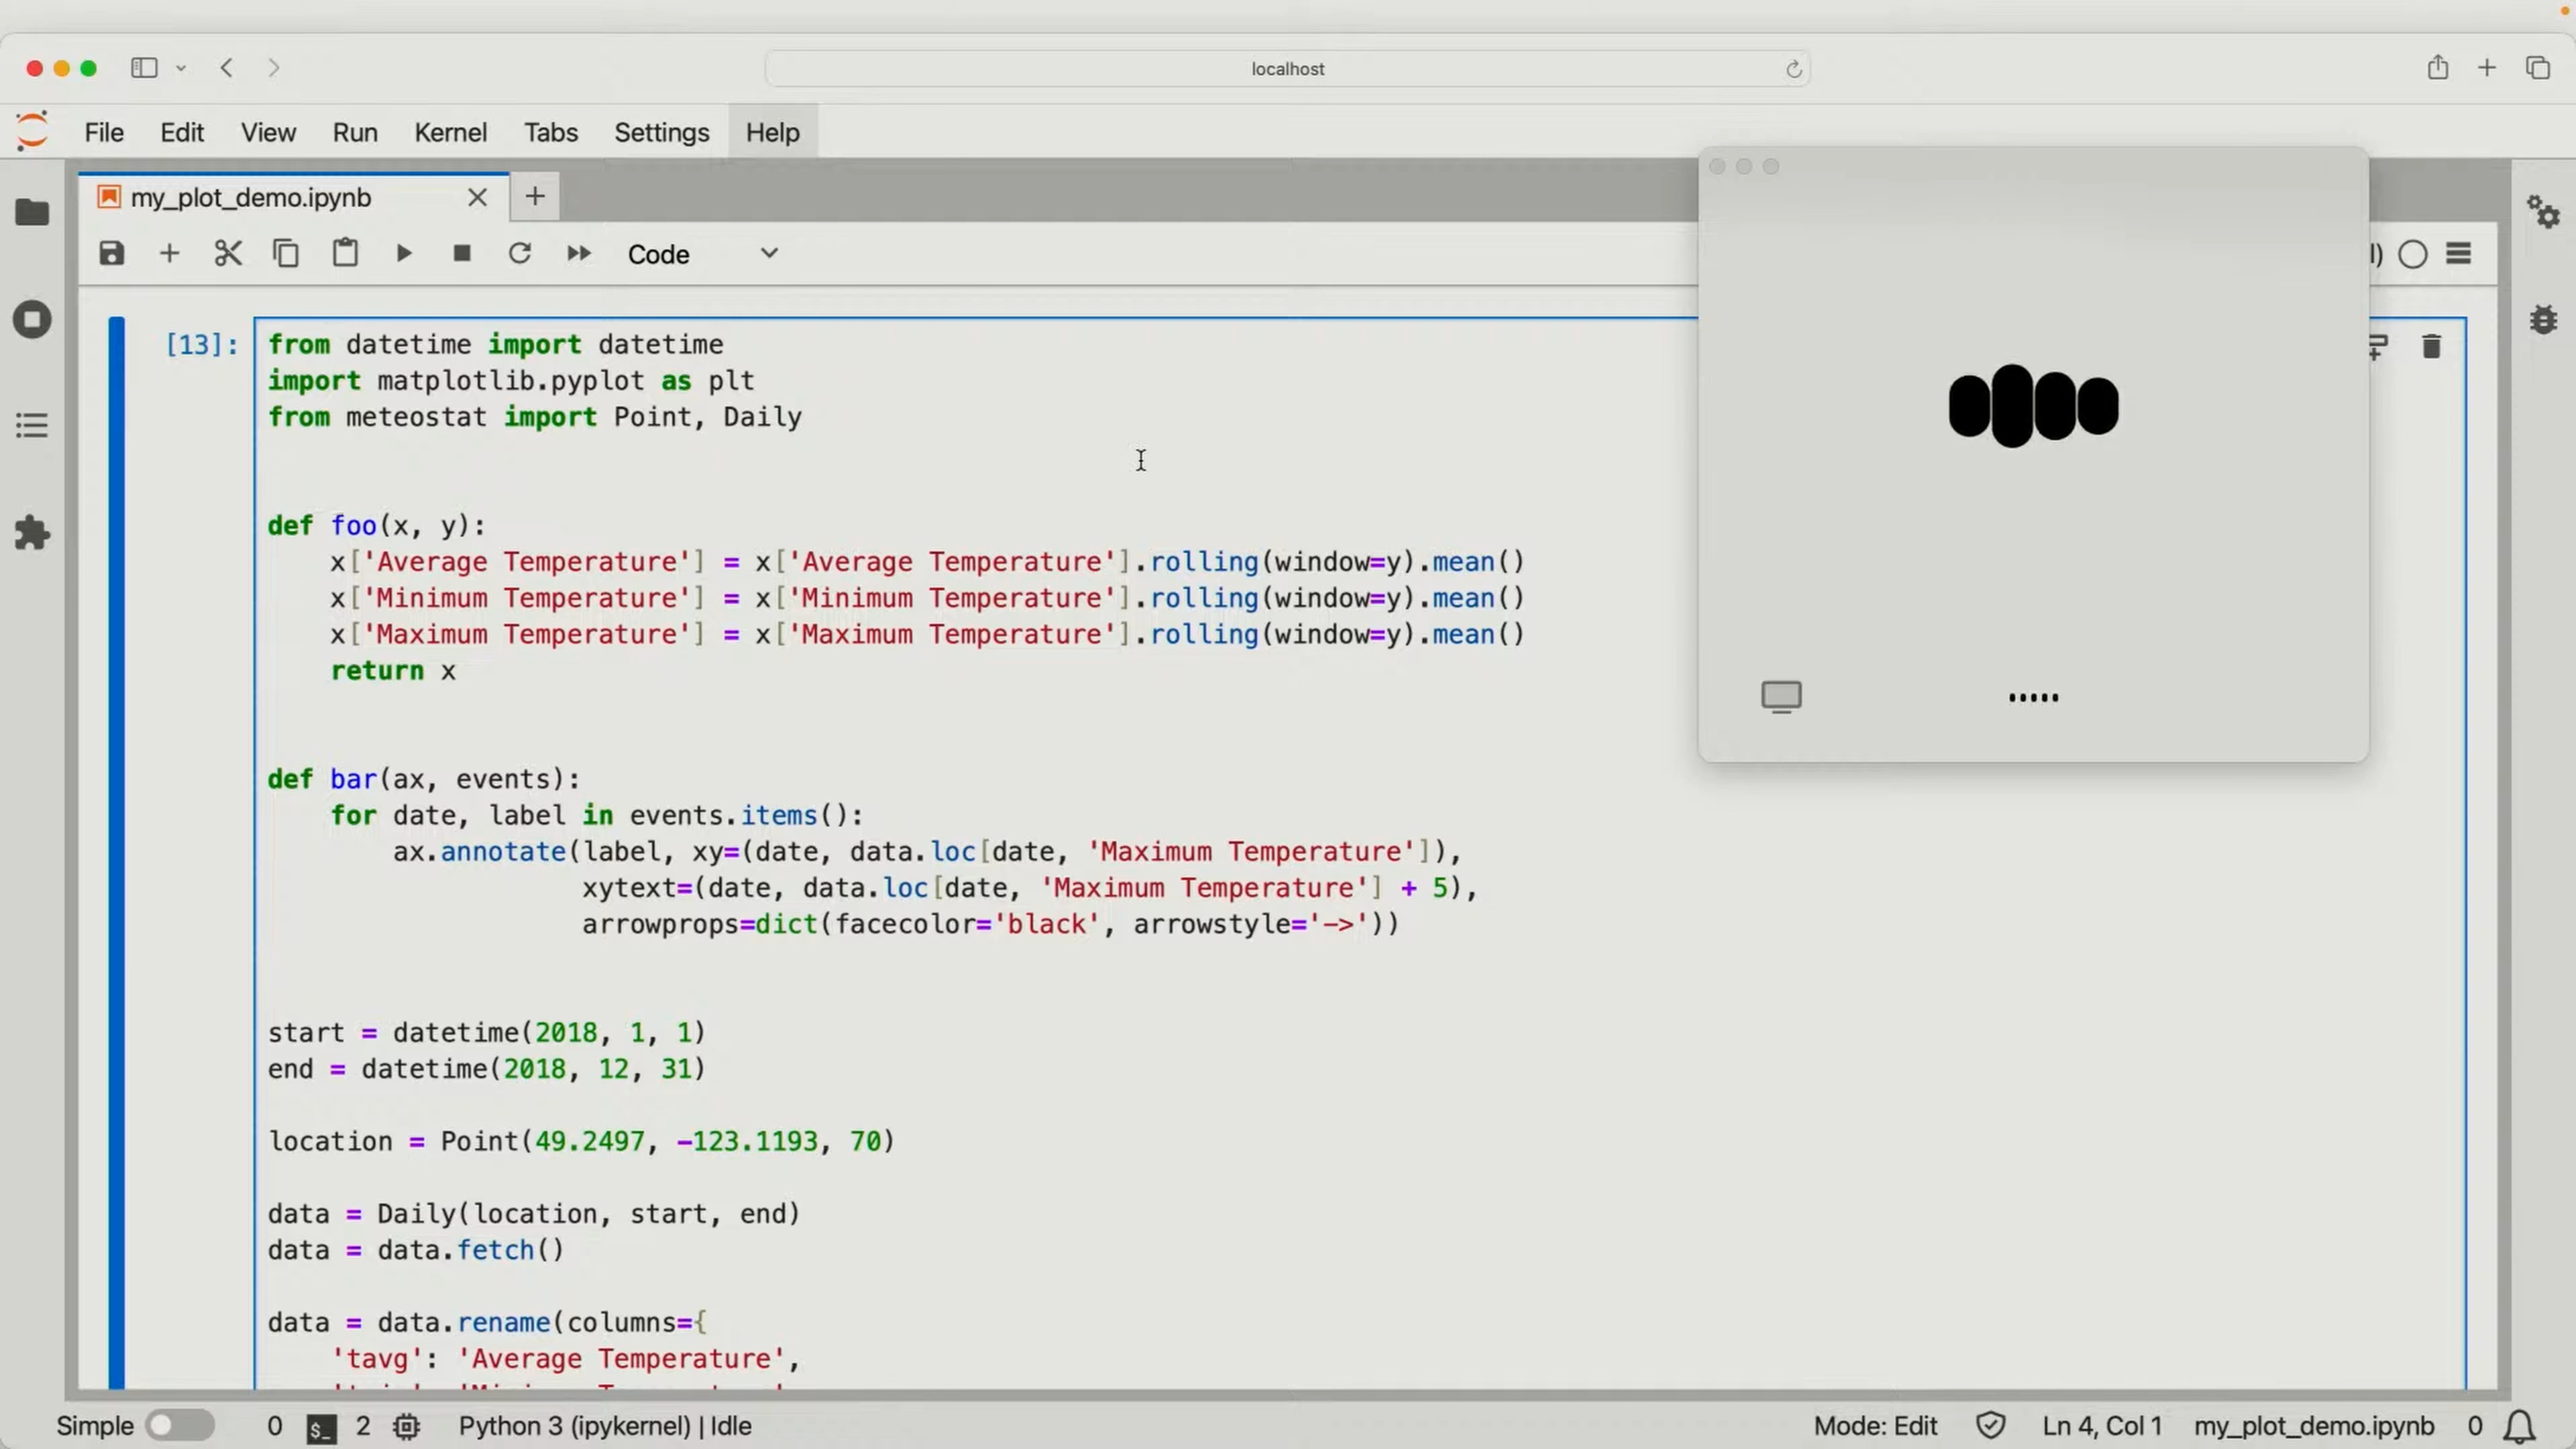 localhost
File Edit View Run Kernel Tabs Settings Help
my_plot_demo.ipynb
Code
[13]:
from datetime import datetime
import matplotlib.pyplot as plt
from meteostat import Point, Daily
def foo(x, y):
    x['Average Temperature'] = x['Average Temperature'].rolling(window=y).mean()
    x['Minimum Temperature'] = x['Minimum Temperature'].rolling(window=y).mean()
    x['Maximum Temperature'] = x['Maximum Temperature'].rolling(window=y).mean()
    return x
def bar(ax, events):
    for date, label in events.items():
        ax.annotate(label, xy=(date, data.loc[date, 'Maximum Temperature']),
                    xytext=(date, data.loc[date, 'Maximum Temperature'] + 5),
                    arrowprops=dict(facecolor='black', arrowstyle='->'))
start = datetime(2018, 1, 1)
end = datetime(2018, 12, 31)
location = Point(49.2497, -123.1193, 70)
data = Daily(location, start, end)
data = data.fetch()
data = data.rename(columns={
    'tavg': 'Average Temperature',
Simple 0 $_ 2 Python 3 (ipykernel) | Idle Mode: Edit Ln 4, Col 1 my_plot_demo.ipynb 0